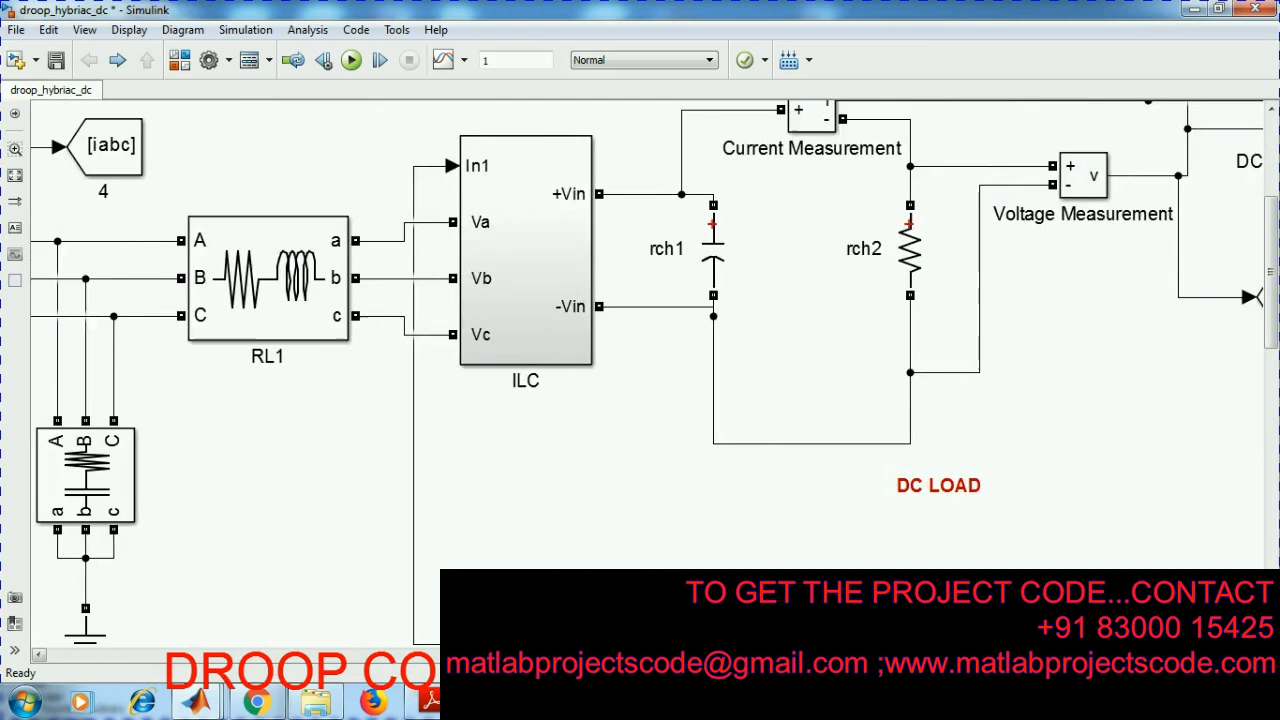 droop_hybriac_dc * - Simulink
File Edit View Display Diagram Simulation Analysis Code Tools Help
1
Normal
droop_hybriac_dc
[iabc]
4
A
B
C
a
b
c
RL1
In1
Va
Vb
Vc
+Vin
-Vin
ILC
rch1
rch2
+
-
Current Measurement
+
-
v
Voltage Measurement
DC
A B C
a b c
DC LOAD
TO GET THE PROJECT CODE...CONTACT
+91 83000 15425
matlabprojectscode@gmail.com ;www.matlabprojectscode.com
DROOP CO
Ready